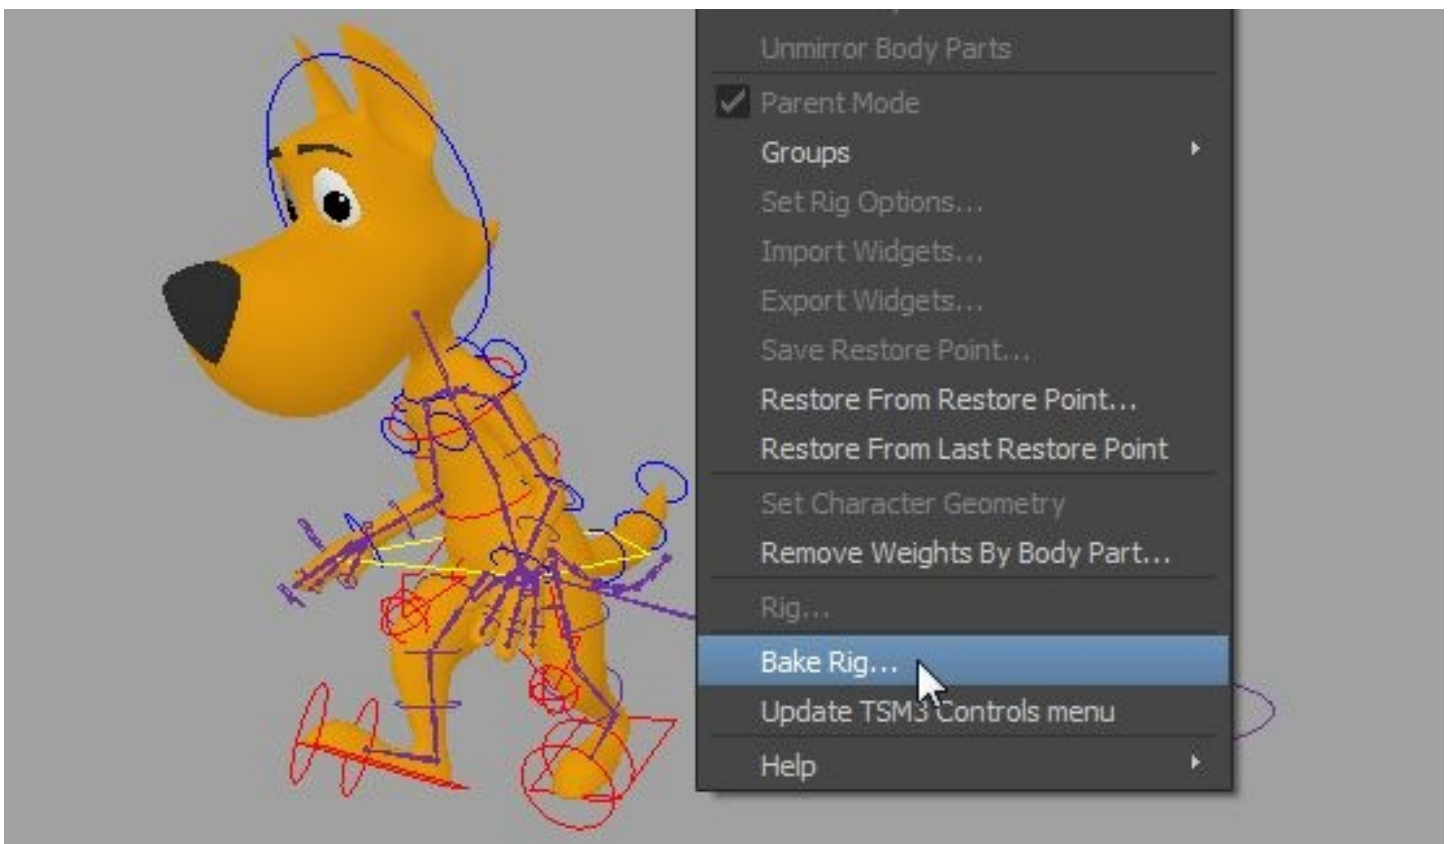 Unmirror Body Parts
Parent Mode
Groups
Set Rig Options...
Import Widgets...
Export Widgets...
Save Restore Point...
Restore From Restore Point...
Restore From Last Restore Point
Set Character Geometry
Remove Weights By Body Part...
Rig...
Bake Rig...
Update TSM3 Controls menu
Help